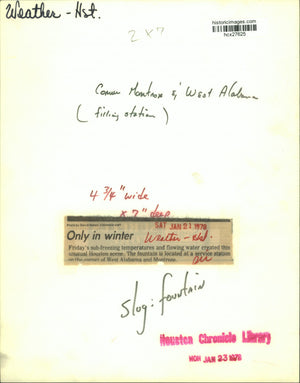 Weather - Hst.
historicimages.com
hcx27625
2 x 7
Corner Montrose & West Alabama
(filling station)
4 3/4" wide
x 7" deep
SAT JAN 21 1978
Only in winter
Weather - Hst.
Friday's sub-freezing temperatures and flowing water created this
unusual Houston scene. The fountain is located at a service station
on the corner of West Alabama and Montrose.
slug: fountain
Houston Chronicle Library
MON JAN 23 1978